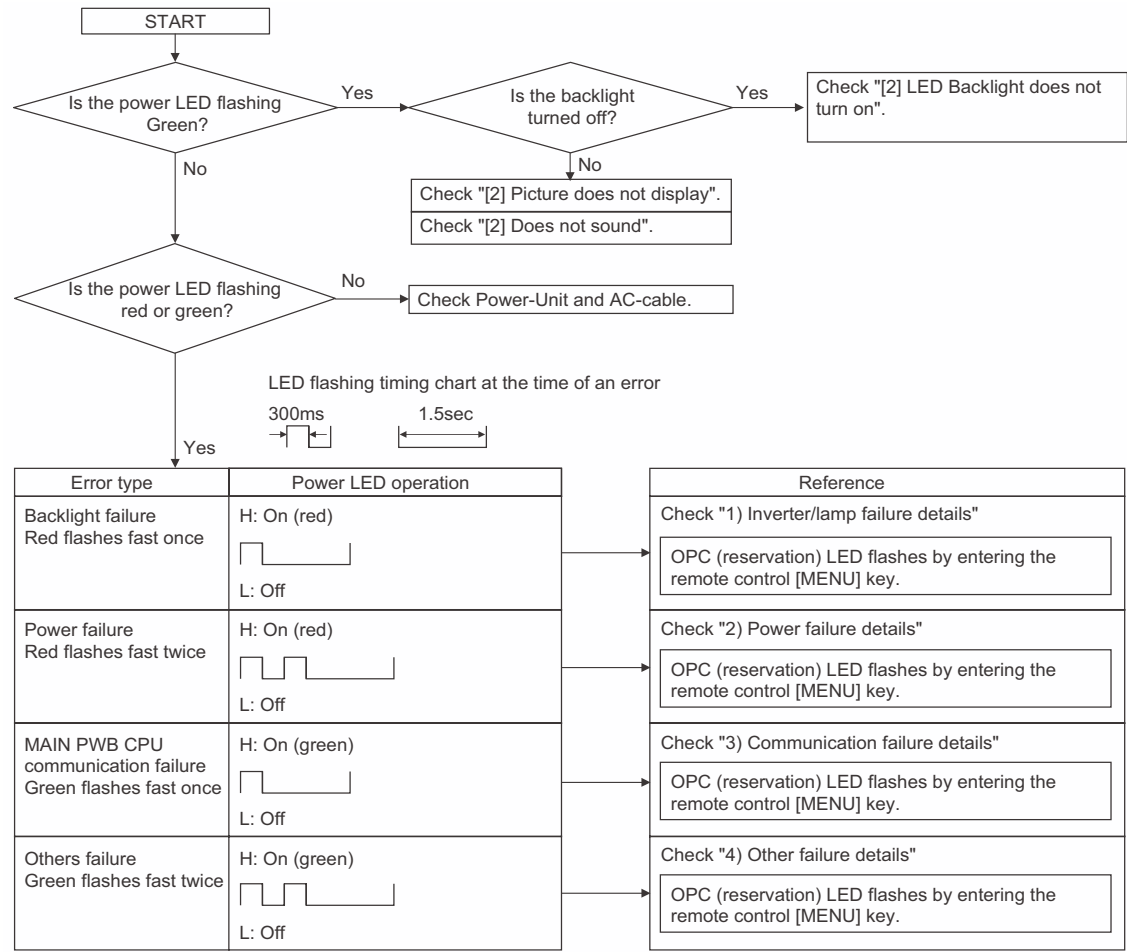 START
Is the power LED flashing
Green?
Yes
Is the backlight
turned off?
Yes
Check "[2] LED Backlight does not
turn on".
No
No
Check "[2] Picture does not display".
Check "[2] Does not sound".
Is the power LED flashing
red or green?
No
Check Power-Unit and AC-cable.
LED flashing timing chart at the time of an error
300ms
1.5sec
Yes
Error type
Power LED operation
Reference
Backlight failure
Red flashes fast once
H: On (red)
L: Off
Check "1) Inverter/lamp failure details"
OPC (reservation) LED flashes by entering the
remote control [MENU] key.
Power failure
Red flashes fast twice
H: On (red)
L: Off
Check "2) Power failure details"
OPC (reservation) LED flashes by entering the
remote control [MENU] key.
MAIN PWB CPU
communication failure
Green flashes fast once
H: On (green)
L: Off
Check "3) Communication failure details"
OPC (reservation) LED flashes by entering the
remote control [MENU] key.
Others failure
Green flashes fast twice
H: On (green)
L: Off
Check "4) Other failure details"
OPC (reservation) LED flashes by entering the
remote control [MENU] key.